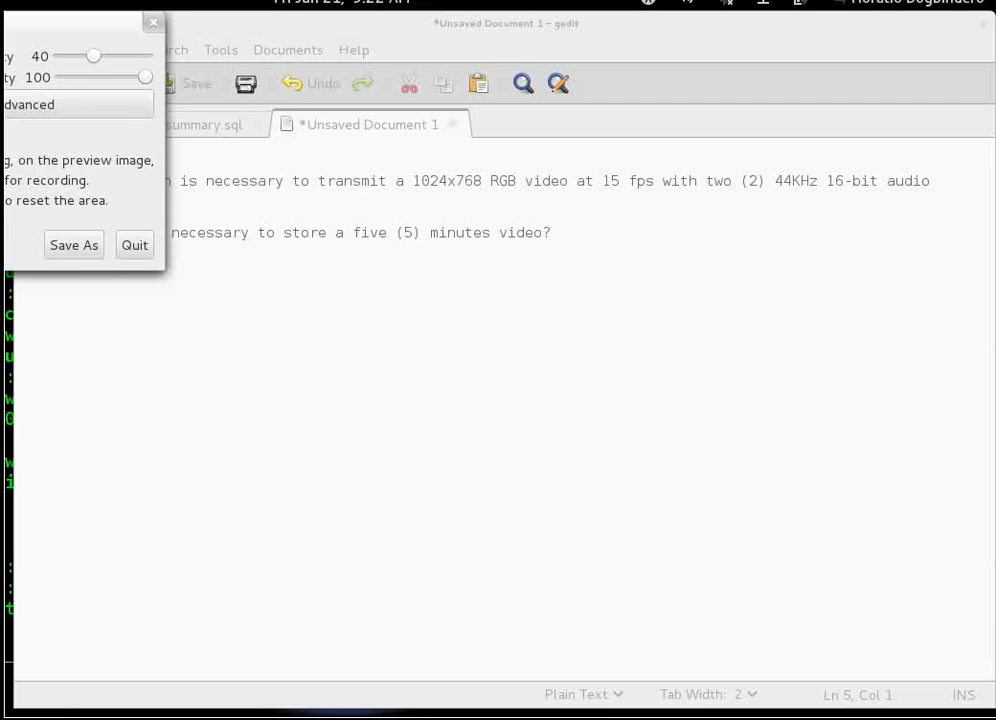 *Unsaved Document 1 – gedit
40
100
Tools Documents Help
Save Undo
summary.sql *Unsaved Document 1
on the preview image,
for recording.
to reset the area.
Save As Quit
is necessary to transmit a 1024x768 RGB video at 15 fps with two (2) 44KHz 16-bit audio
necessary to store a five (5) minutes video?
Plain Text Tab Width: 2 Ln 5, Col 1 INS